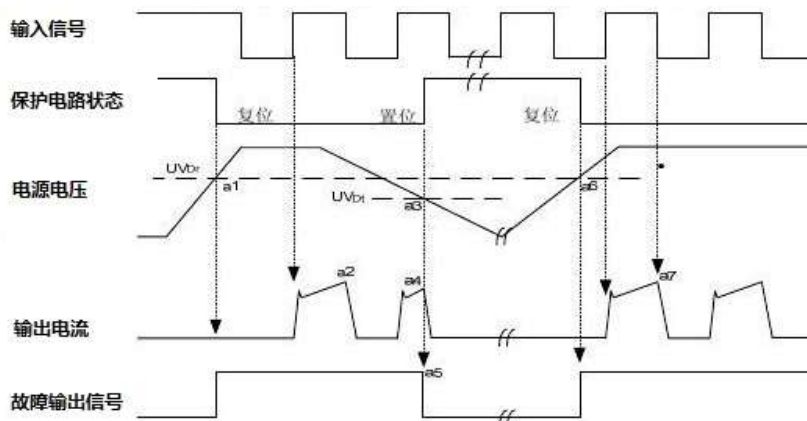 输入信号
保护电路状态
复位
置位
复位
电源电压
UVDr
a1
UVDt
a3
a6
a2
a4
a7
输出电流
a5
故障输出信号